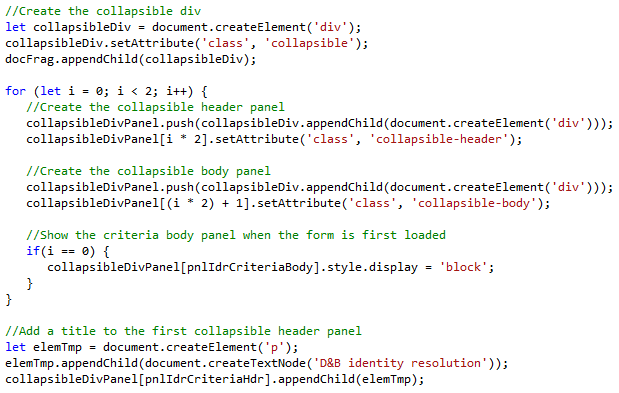 //Create the collapsible div
let collapsibleDiv = document.createElement('div');
collapsibleDiv.setAttribute('class', 'collapsible');
docFrag.appendChild(collapsibleDiv);

for (let i = 0; i < 2; i++) {
   //Create the collapsible header panel
   collapsibleDivPanel.push(collapsibleDiv.appendChild(document.createElement('div')));
   collapsibleDivPanel[i * 2].setAttribute('class', 'collapsible-header');

   //Create the collapsible body panel
   collapsibleDivPanel.push(collapsibleDiv.appendChild(document.createElement('div')));
   collapsibleDivPanel[(i * 2) + 1].setAttribute('class', 'collapsible-body');

   //Show the criteria body panel when the form is first loaded
   if(i == 0) {
      collapsibleDivPanel[pnlIdrCriteriaBody].style.display = 'block';
   }
}

//Add a title to the first collapsible header panel
let elemTmp = document.createElement('p');
elemTmp.appendChild(document.createTextNode('D&B identity resolution'));
collapsibleDivPanel[pnlIdrCriteriaHdr].appendChild(elemTmp);